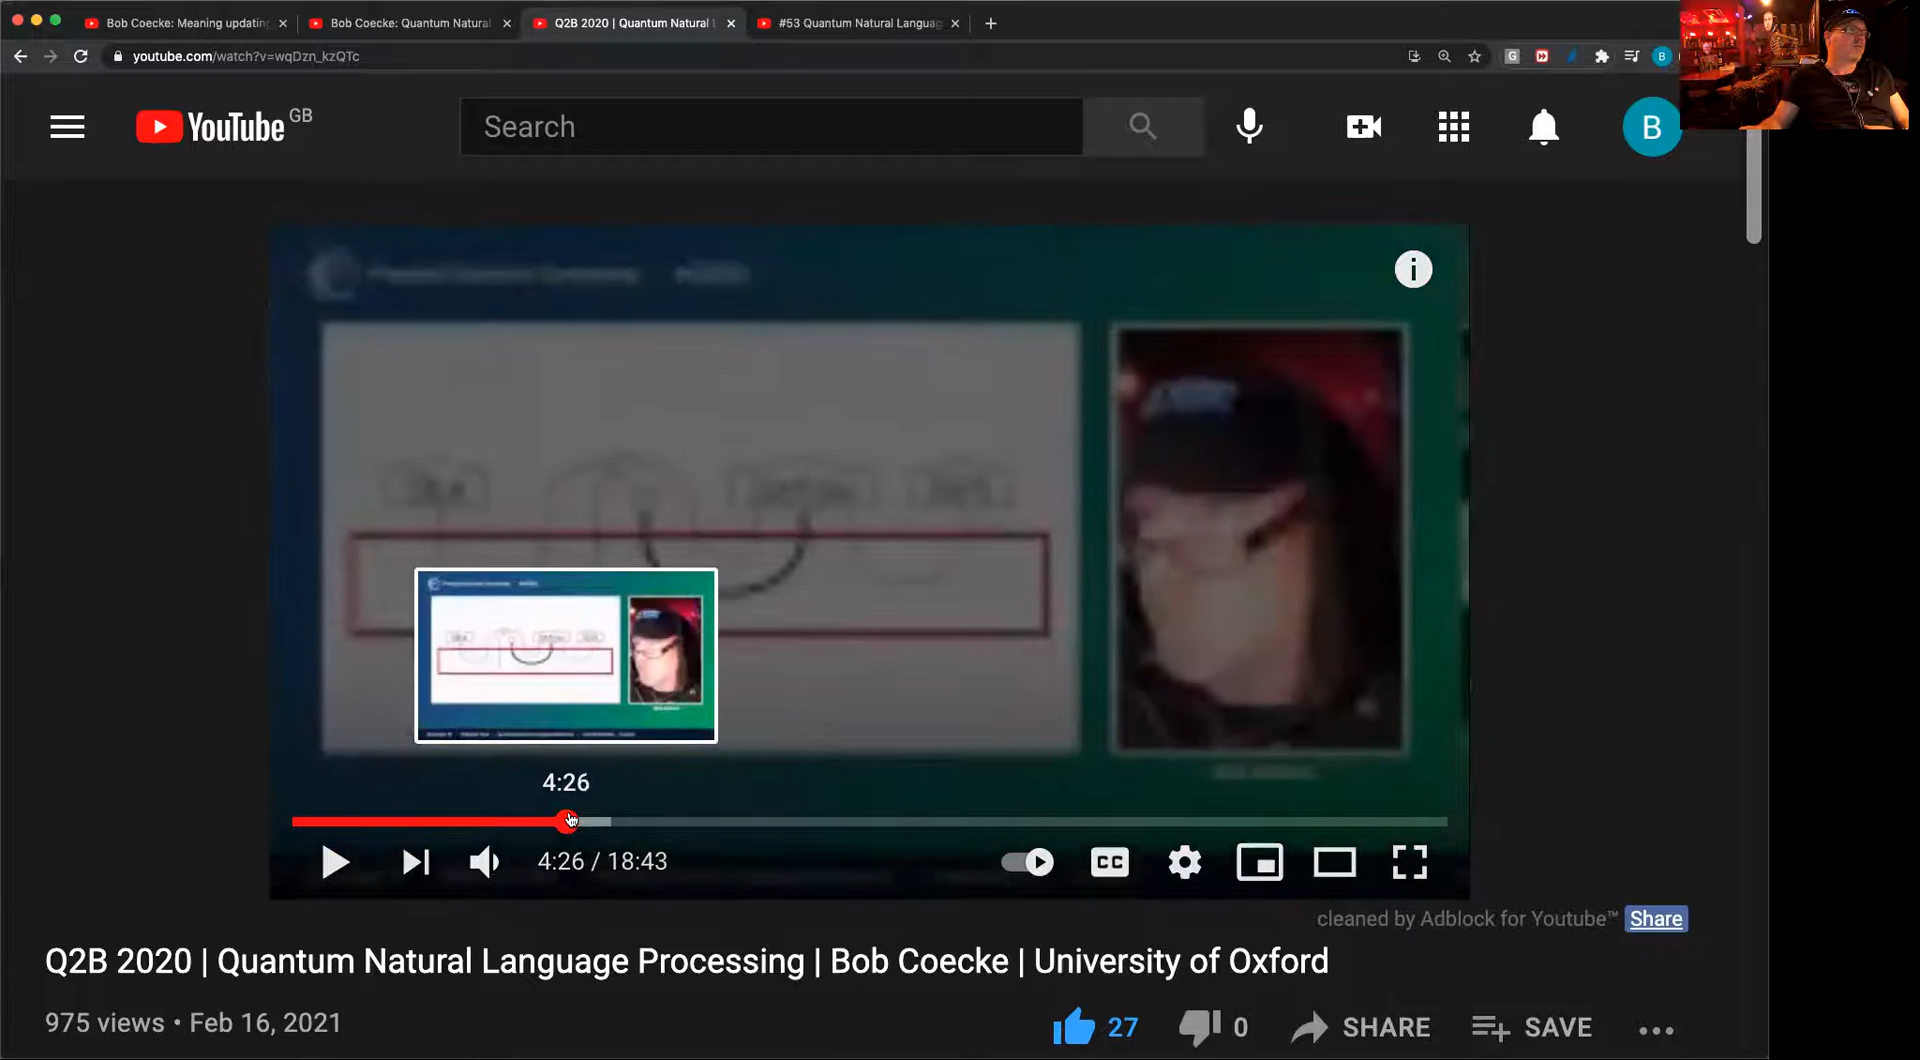 Bob Coecke: Meaning updating
Bob Coecke: Quantum Natural
Q2B 2020 | Quantum Natural L
#53 Quantum Natural Languag
youtube.com/watch?v=wqDzn_kzQTc
B
YouTube GB
Search
B
4:26
4:26 / 18:43
CC
cleaned by Adblock for Youtube™ Share
Q2B 2020 | Quantum Natural Language Processing | Bob Coecke | University of Oxford
975 views • Feb 16, 2021
27
0
SHARE
SAVE